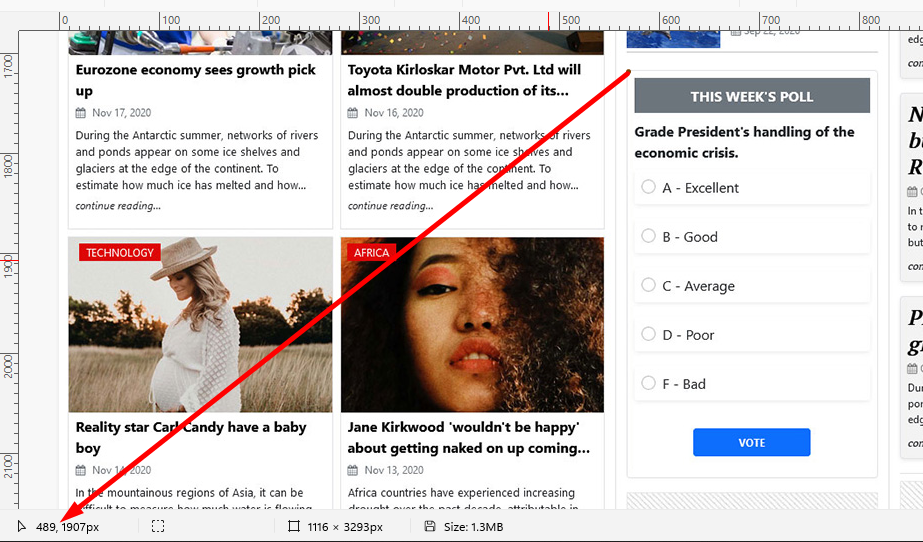 0 100 200 300 400 500 600 700 800
1700
1800
1900
2000
2100
Eurozone economy sees growth pick
up
Nov 17, 2020
During the Antarctic summer, networks of rivers
and ponds appear on some ice shelves and
glaciers at the edge of the continent. To
estimate how much ice has melted and how...
continue reading...
Toyota Kirloskar Motor Pvt. Ltd will
almost double production of its...
Nov 16, 2020
During the Antarctic summer, networks of rivers
and ponds appear on some ice shelves and
glaciers at the edge of the continent. To
estimate how much ice has melted and how...
continue reading...
TECHNOLOGY
Reality star Carl Candy have a baby
boy
Nov 14, 2020
In the mountainous regions of Asia, it can be
difficult to measure how much water is flowing
AFRICA
Jane Kirkwood 'wouldn't be happy'
about getting naked on up coming...
Nov 13, 2020
Africa countries have experienced increasing
drought over the past decade, attributable in
Sep 22, 2020
THIS WEEK'S POLL
Grade President's handling of the
economic crisis.
A - Excellent
B - Good
C - Average
D - Poor
F - Bad
VOTE
489, 1907px
1116 × 3293px
Size: 1.3MB